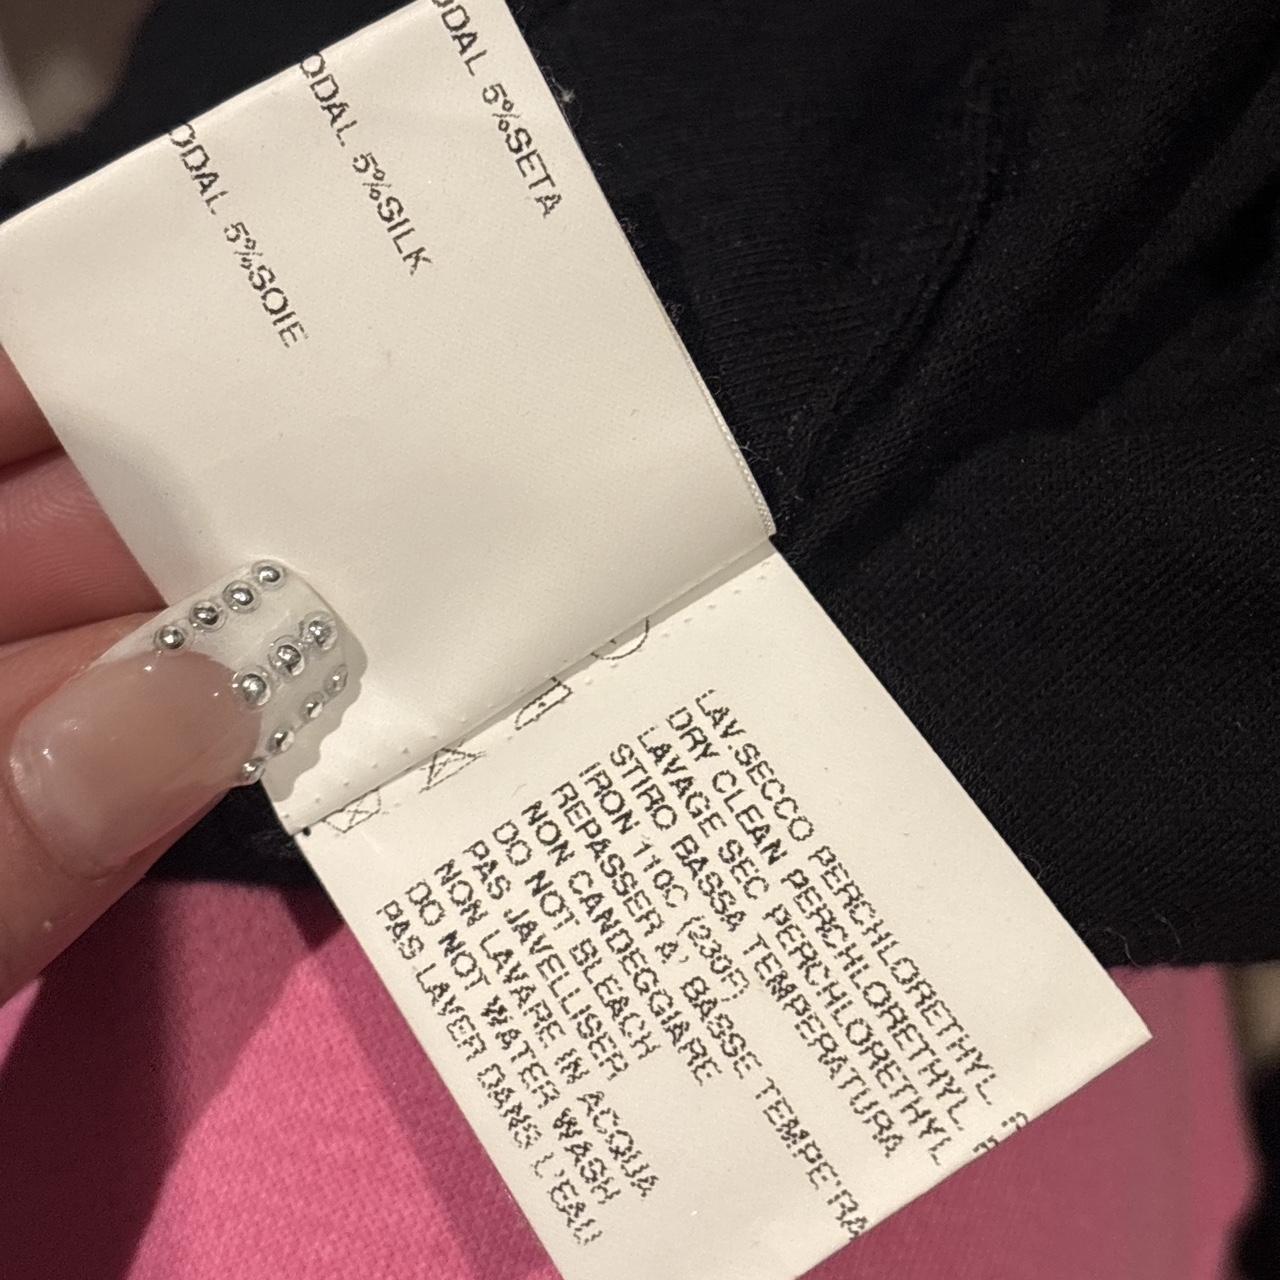 ODAL 5%SETA
ODAL 5%SILK
ODAL 5%SOIE
LAV SECCO PERCHLORETHYL.
DRY CLEAN PERCHLORETHYL.
LAVAGE SEC PERCHLORETHYL
STIRO BASSA TEMPERATURA
IRON 110C (230F)
REPASSER A' BASSE TEMPE'RA
NON CANDEGGIARE
DO NOT BLEACH
PAS JAVELLISER
NON LAVARE IN ACQUA
DO NOT WATER WASH
PAS LAVER DANS L'EAU